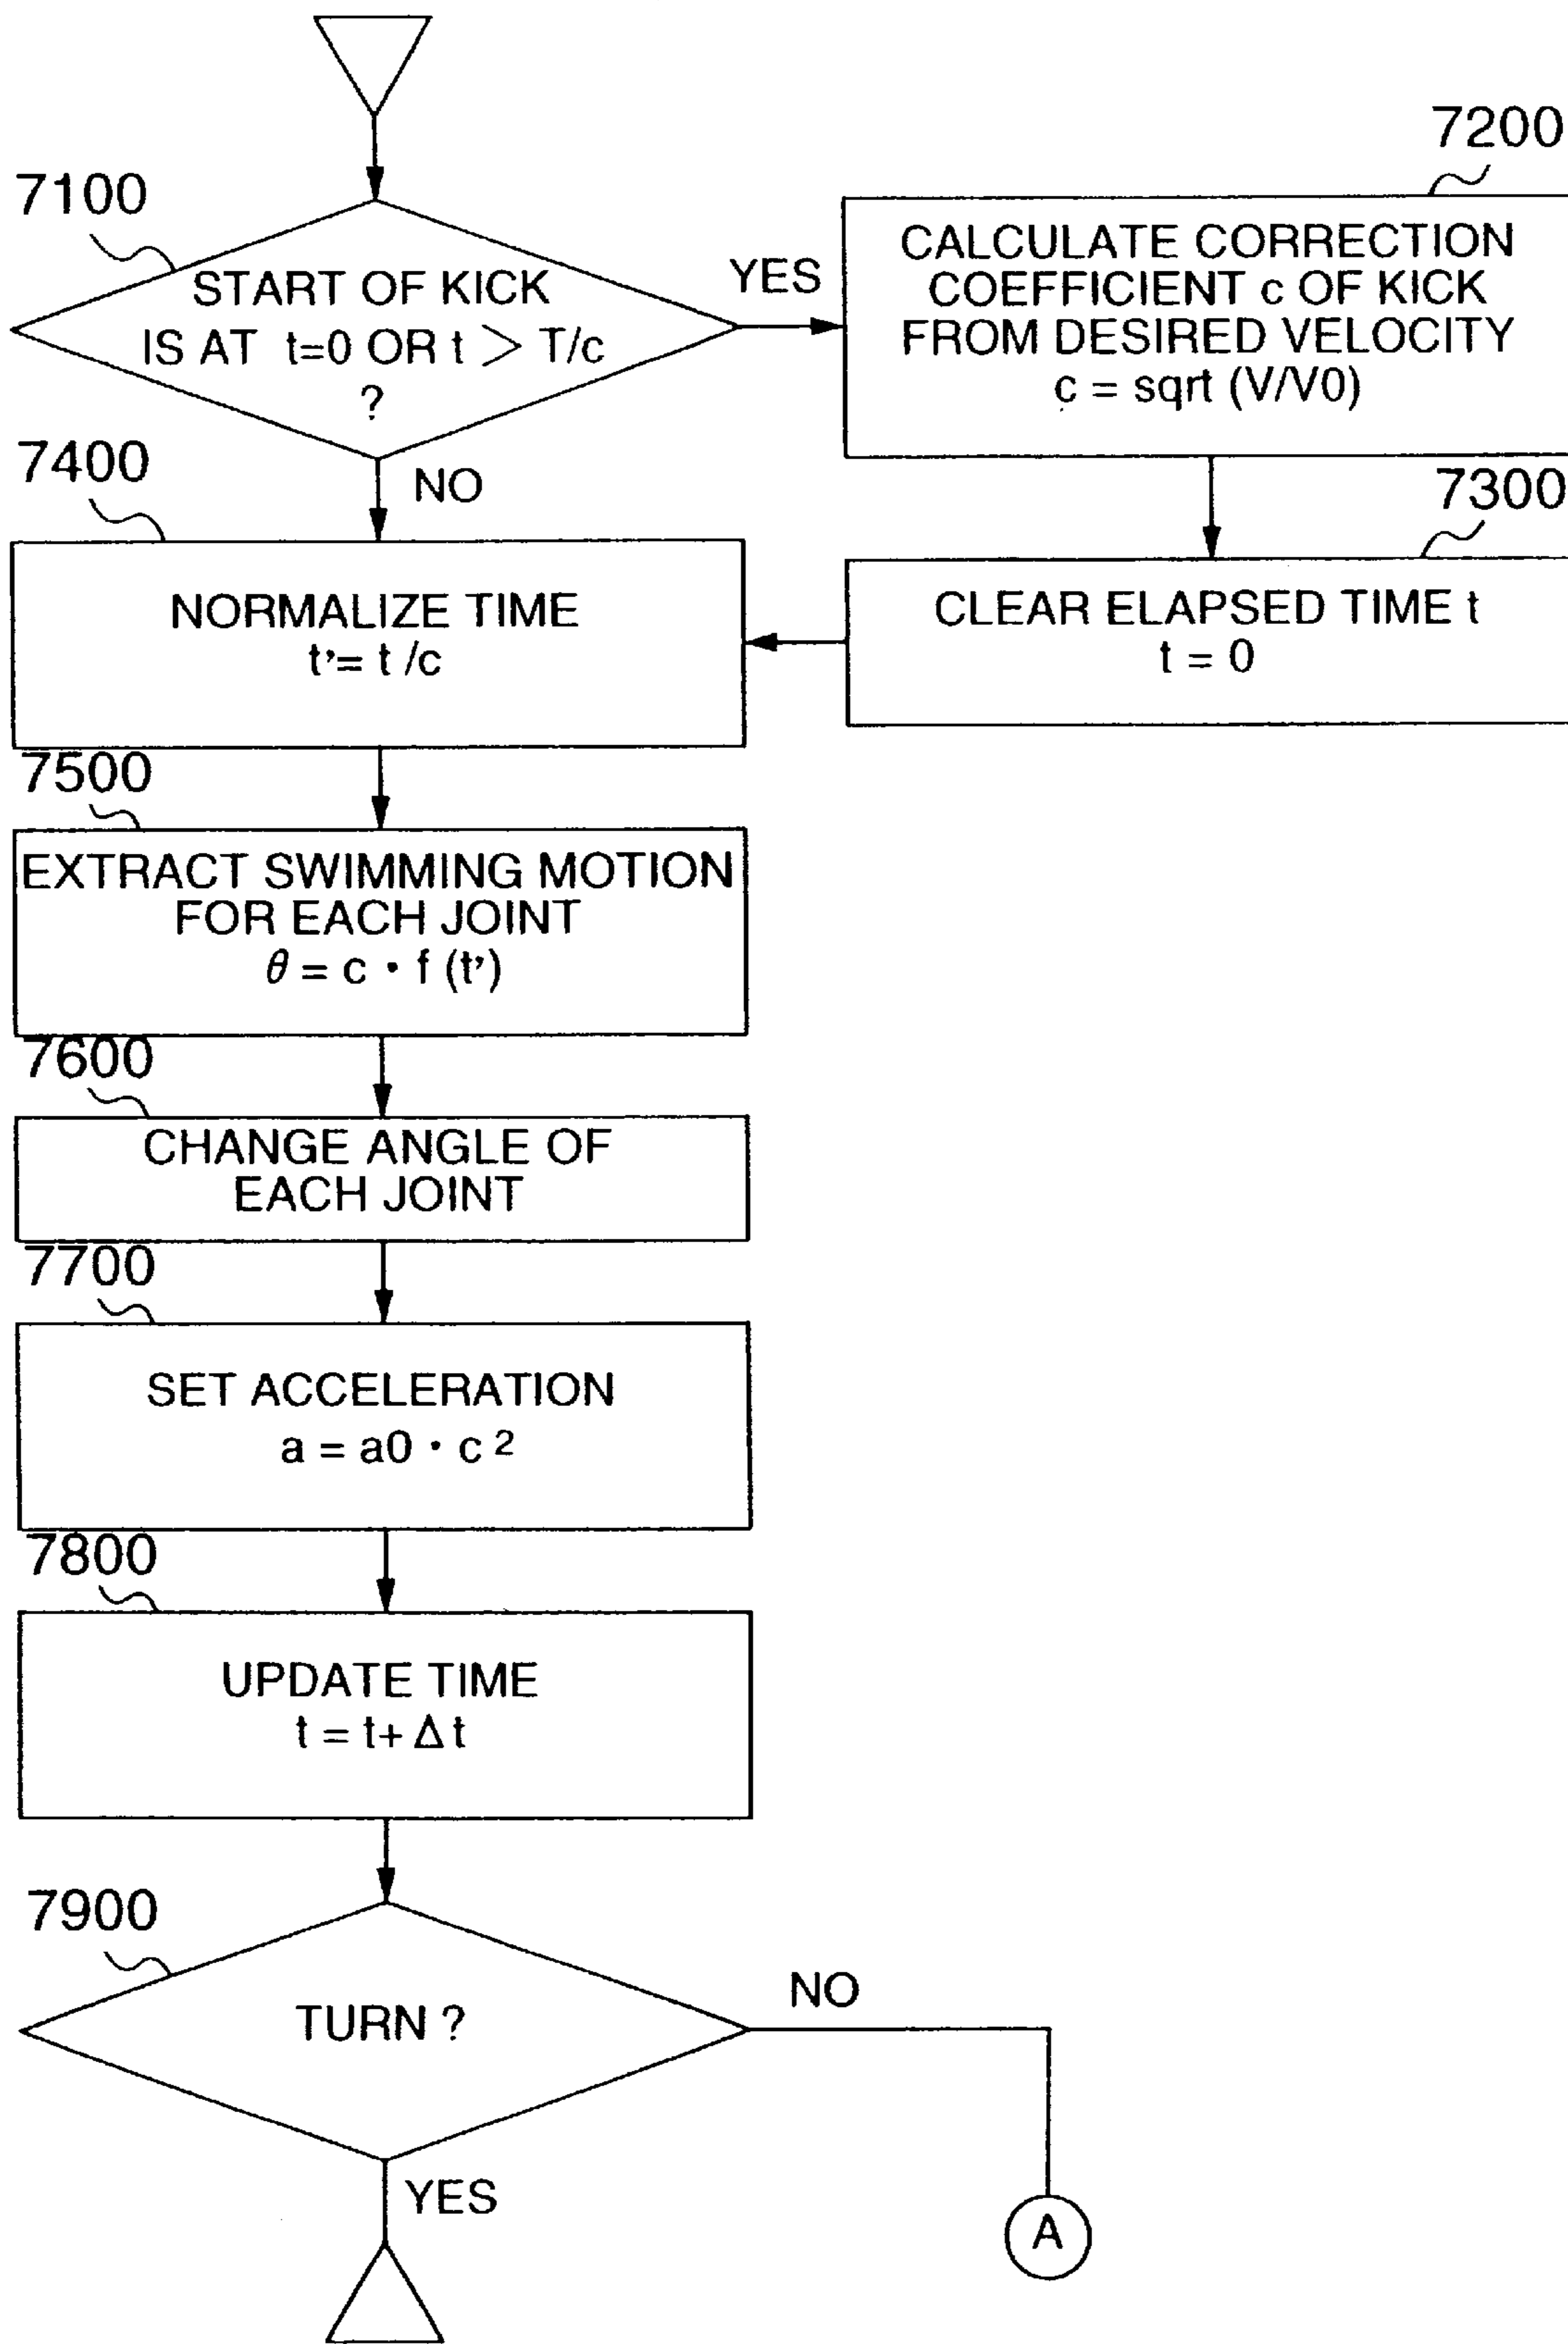 7100
START OF KICK
IS AT t=0 OR t > T/c
?
YES
7200
CALCULATE CORRECTION
COEFFICIENT c OF KICK
FROM DESIRED VELOCITY
c = sqrt (V/V0)
NO
7300
CLEAR ELAPSED TIME t
t = 0
7400
NORMALIZE TIME
t'= t /c
7500
EXTRACT SWIMMING MOTION
FOR EACH JOINT
θ = c · f (t')
7600
CHANGE ANGLE OF
EACH JOINT
7700
SET ACCELERATION
a = a0 · c 2
7800
UPDATE TIME
t = t+ Δ t
7900
TURN ?
NO
YES
A